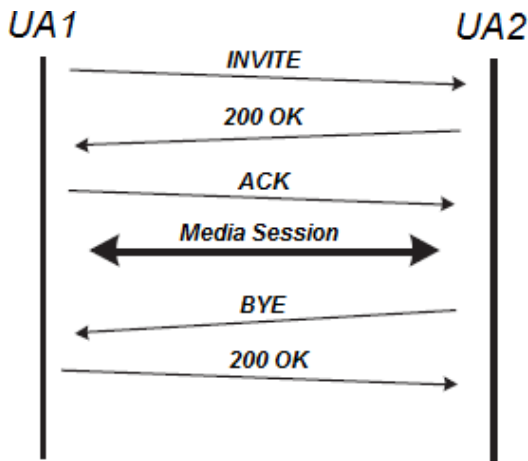 UA1 UA2
INVITE
200 OK
ACK
Media Session
BYE
200 OK